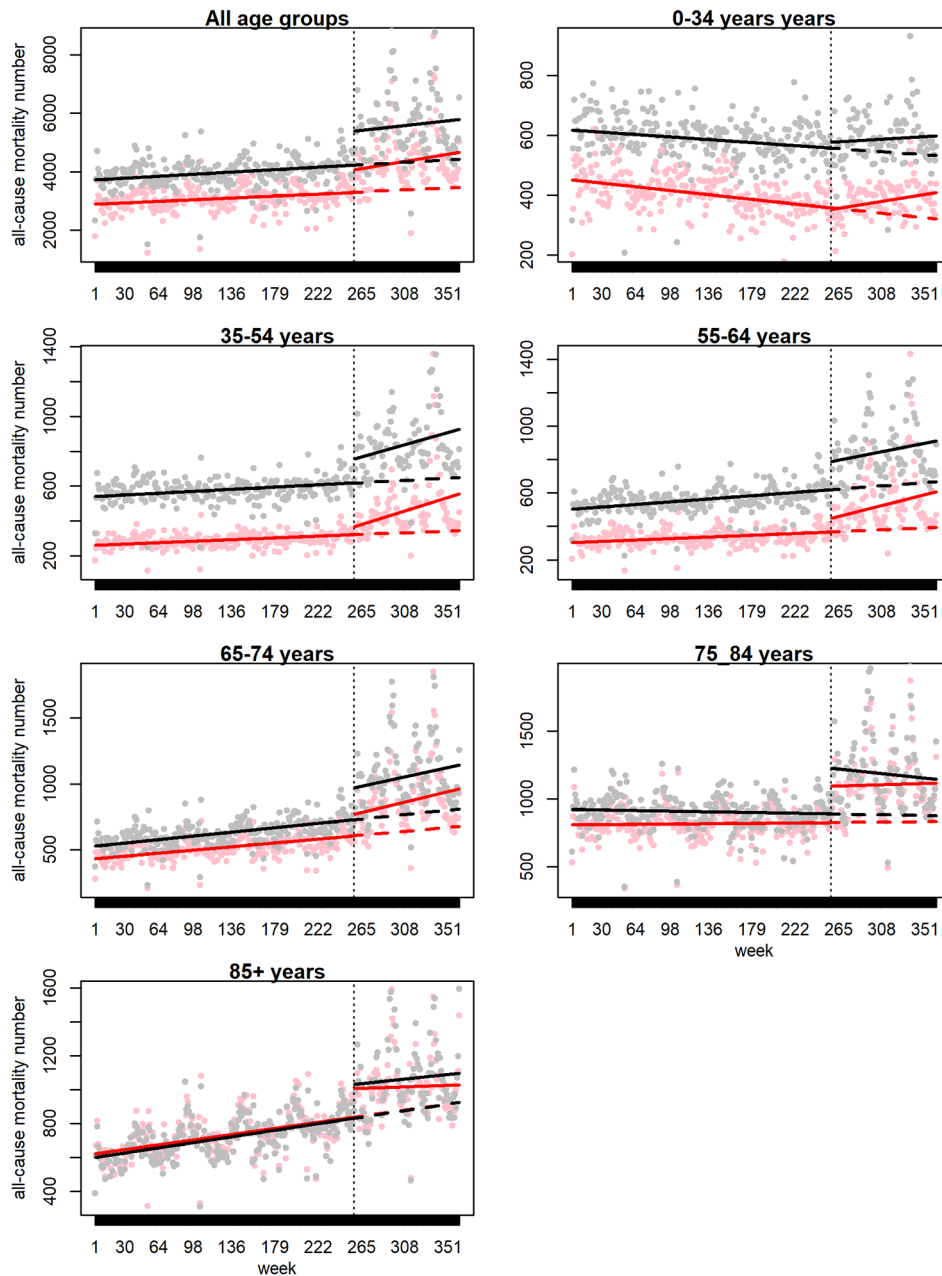 All age groups
all-cause mortality number
2000 4000 6000 8000
1 30 64 98 136 179 222 265 308 351
0-34 years years
200 400 600 800
1 30 64 98 136 179 222 265 308 351
35-54 years
all-cause mortality number
200 600 1000 1400
1 30 64 98 136 179 222 265 308 351
55-64 years
200 600 1000 1400
1 30 64 98 136 179 222 265 308 351
65-74 years
all-cause mortality number
500 1000 1500
1 30 64 98 136 179 222 265 308 351
75_84 years
500 1000 1500
1 30 64 98 136 179 222 265 308 351
week
85+ years
all-cause mortality number
400 800 1200 1600
1 30 64 98 136 179 222 265 308 351
week